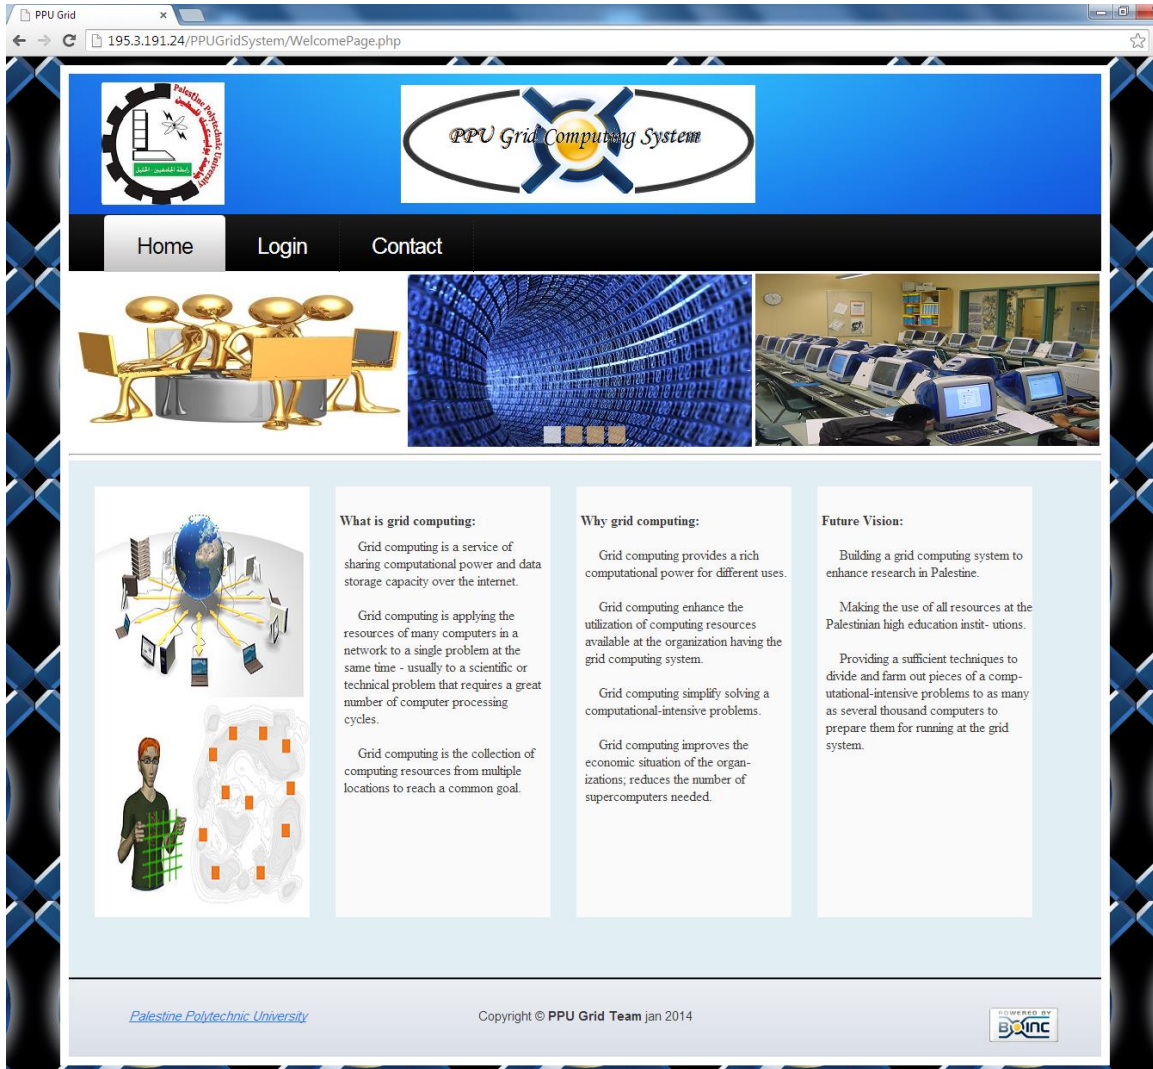 PPU Grid
195.3.191.24/PPUGridSystem/WelcomePage.php
Palestine Polytechnic University
رابطة الجامعيين - الخليل
PPU Grid Computing System
Home
Login
Contact
What is grid computing:
Grid computing is a service of
sharing computational power and data
storage capacity over the internet.
Grid computing is applying the
resources of many computers in a
network to a single problem at the
same time - usually to a scientific or
technical problem that requires a great
number of computer processing
cycles.
Grid computing is the collection of
computing resources from multiple
locations to reach a common goal.
Why grid computing:
Grid computing provides a rich
computational power for different uses.
Grid computing enhance the
utilization of computing resources
available at the organization having the
grid computing system.
Grid computing simplify solving a
computational-intensive problems.
Grid computing improves the
economic situation of the organ-
izations; reduces the number of
supercomputers needed.
Future Vision:
Building a grid computing system to
enhance research in Palestine.
Making the use of all resources at the
Palestinian high education instit- utions.
Providing a sufficient techniques to
divide and farm out pieces of a comp-
utational-intensive problems to as many
as several thousand computers to
prepare them for running at the grid
system.
Palestine Polytechnic University
Copyright © PPU Grid Team jan 2014
POWERED BY
BOINC